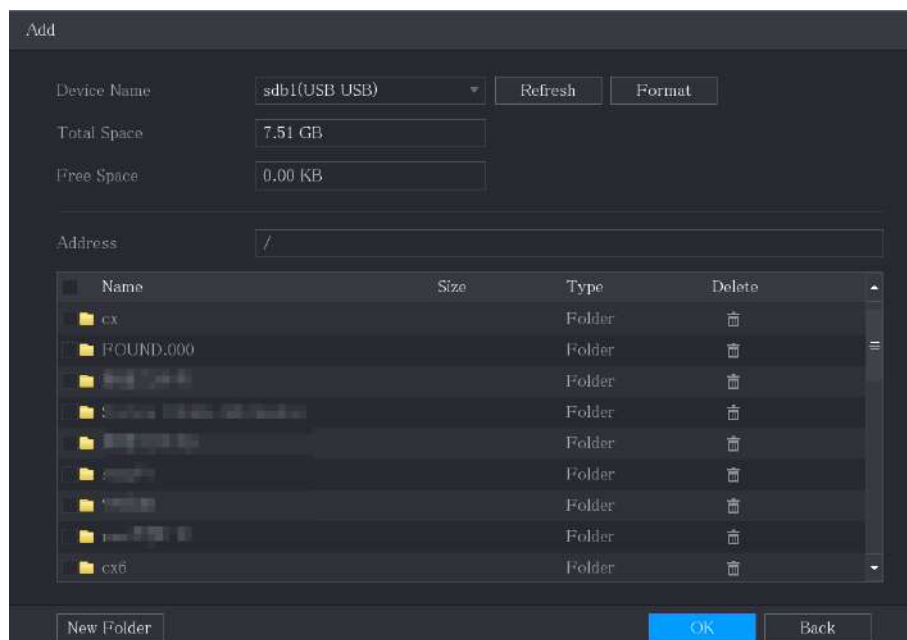 Add
Device Name sdb1(USB USB) Refresh Format
Total Space 7.51 GB
Free Space 0.00 KB
Address /
Name Size Type Delete
cx Folder
FOUND.000 Folder
Folder
Folder
Folder
Folder
Folder
Folder
cx6 Folder
New Folder OK Back